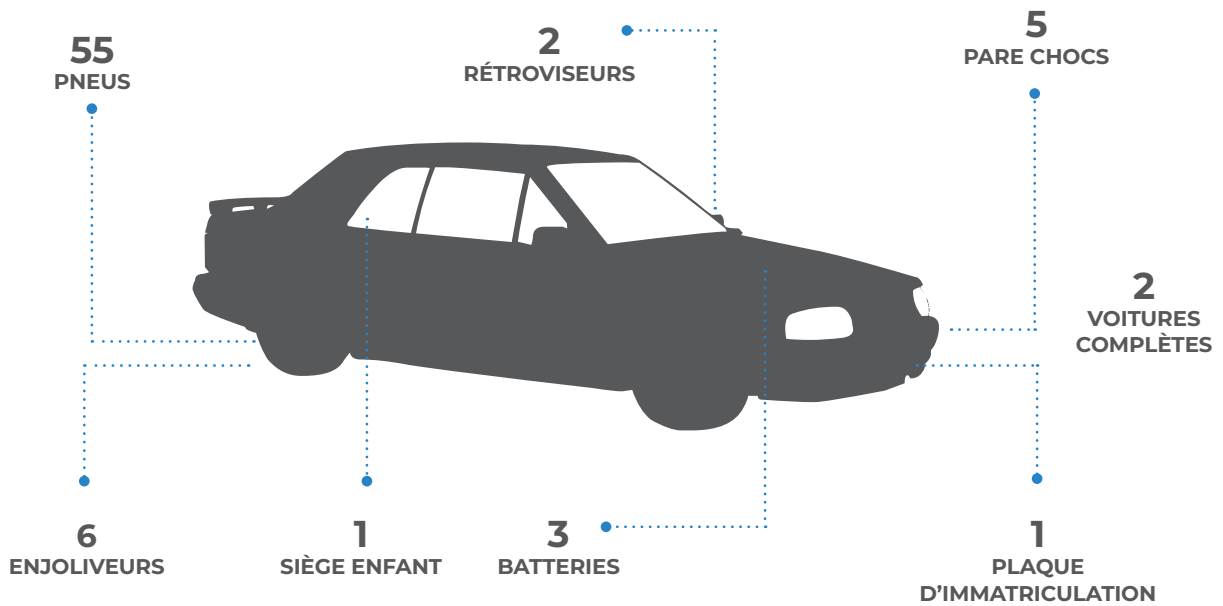 55
PNEUS
2
RÉTROVISEURS
5
PARE CHOCS
2
VOITURES
COMPLÈTES
6
ENJOLIVEURS
1
SIÈGE ENFANT
3
BATTERIES
1
PLAQUE
D'IMMATRICULATION